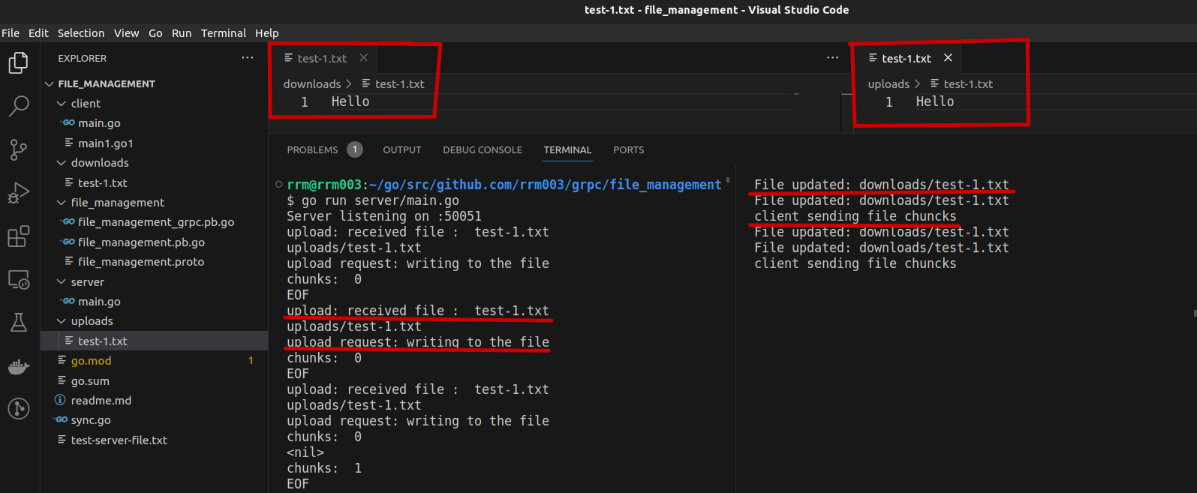 test-1.txt - file_management - Visual Studio Code
File Edit Selection View Go Run Terminal Help
EXPLORER ···
FILE_MANAGEMENT
client
GO main.go
main1.go1
downloads
test-1.txt
file_management
GO file_management_grpc.pb.go
GO file_management.pb.go
file_management.proto
server
GO main.go
uploads
test-1.txt
go.mod 1
go.sum
readme.md
GO sync.go
test-server-file.txt
test-1.txt
downloads > test-1.txt
1 Hello
···
test-1.txt
uploads > test-1.txt
1 Hello
PROBLEMS 1 OUTPUT DEBUG CONSOLE TERMINAL PORTS
rrm@rrm003:~/go/src/github.com/rrm003/grpc/file_management
$ go run server/main.go
Server listening on :50051
upload: received file :  test-1.txt
uploads/test-1.txt
upload request: writing to the file
chunks:  0
EOF
upload: received file :  test-1.txt
uploads/test-1.txt
upload request: writing to the file
chunks:  0
EOF
upload: received file :  test-1.txt
uploads/test-1.txt
upload request: writing to the file
chunks:  0
<nil>
chunks:  1
EOF
File updated: downloads/test-1.txt
File updated: downloads/test-1.txt
client sending file chuncks
File updated: downloads/test-1.txt
File updated: downloads/test-1.txt
client sending file chuncks